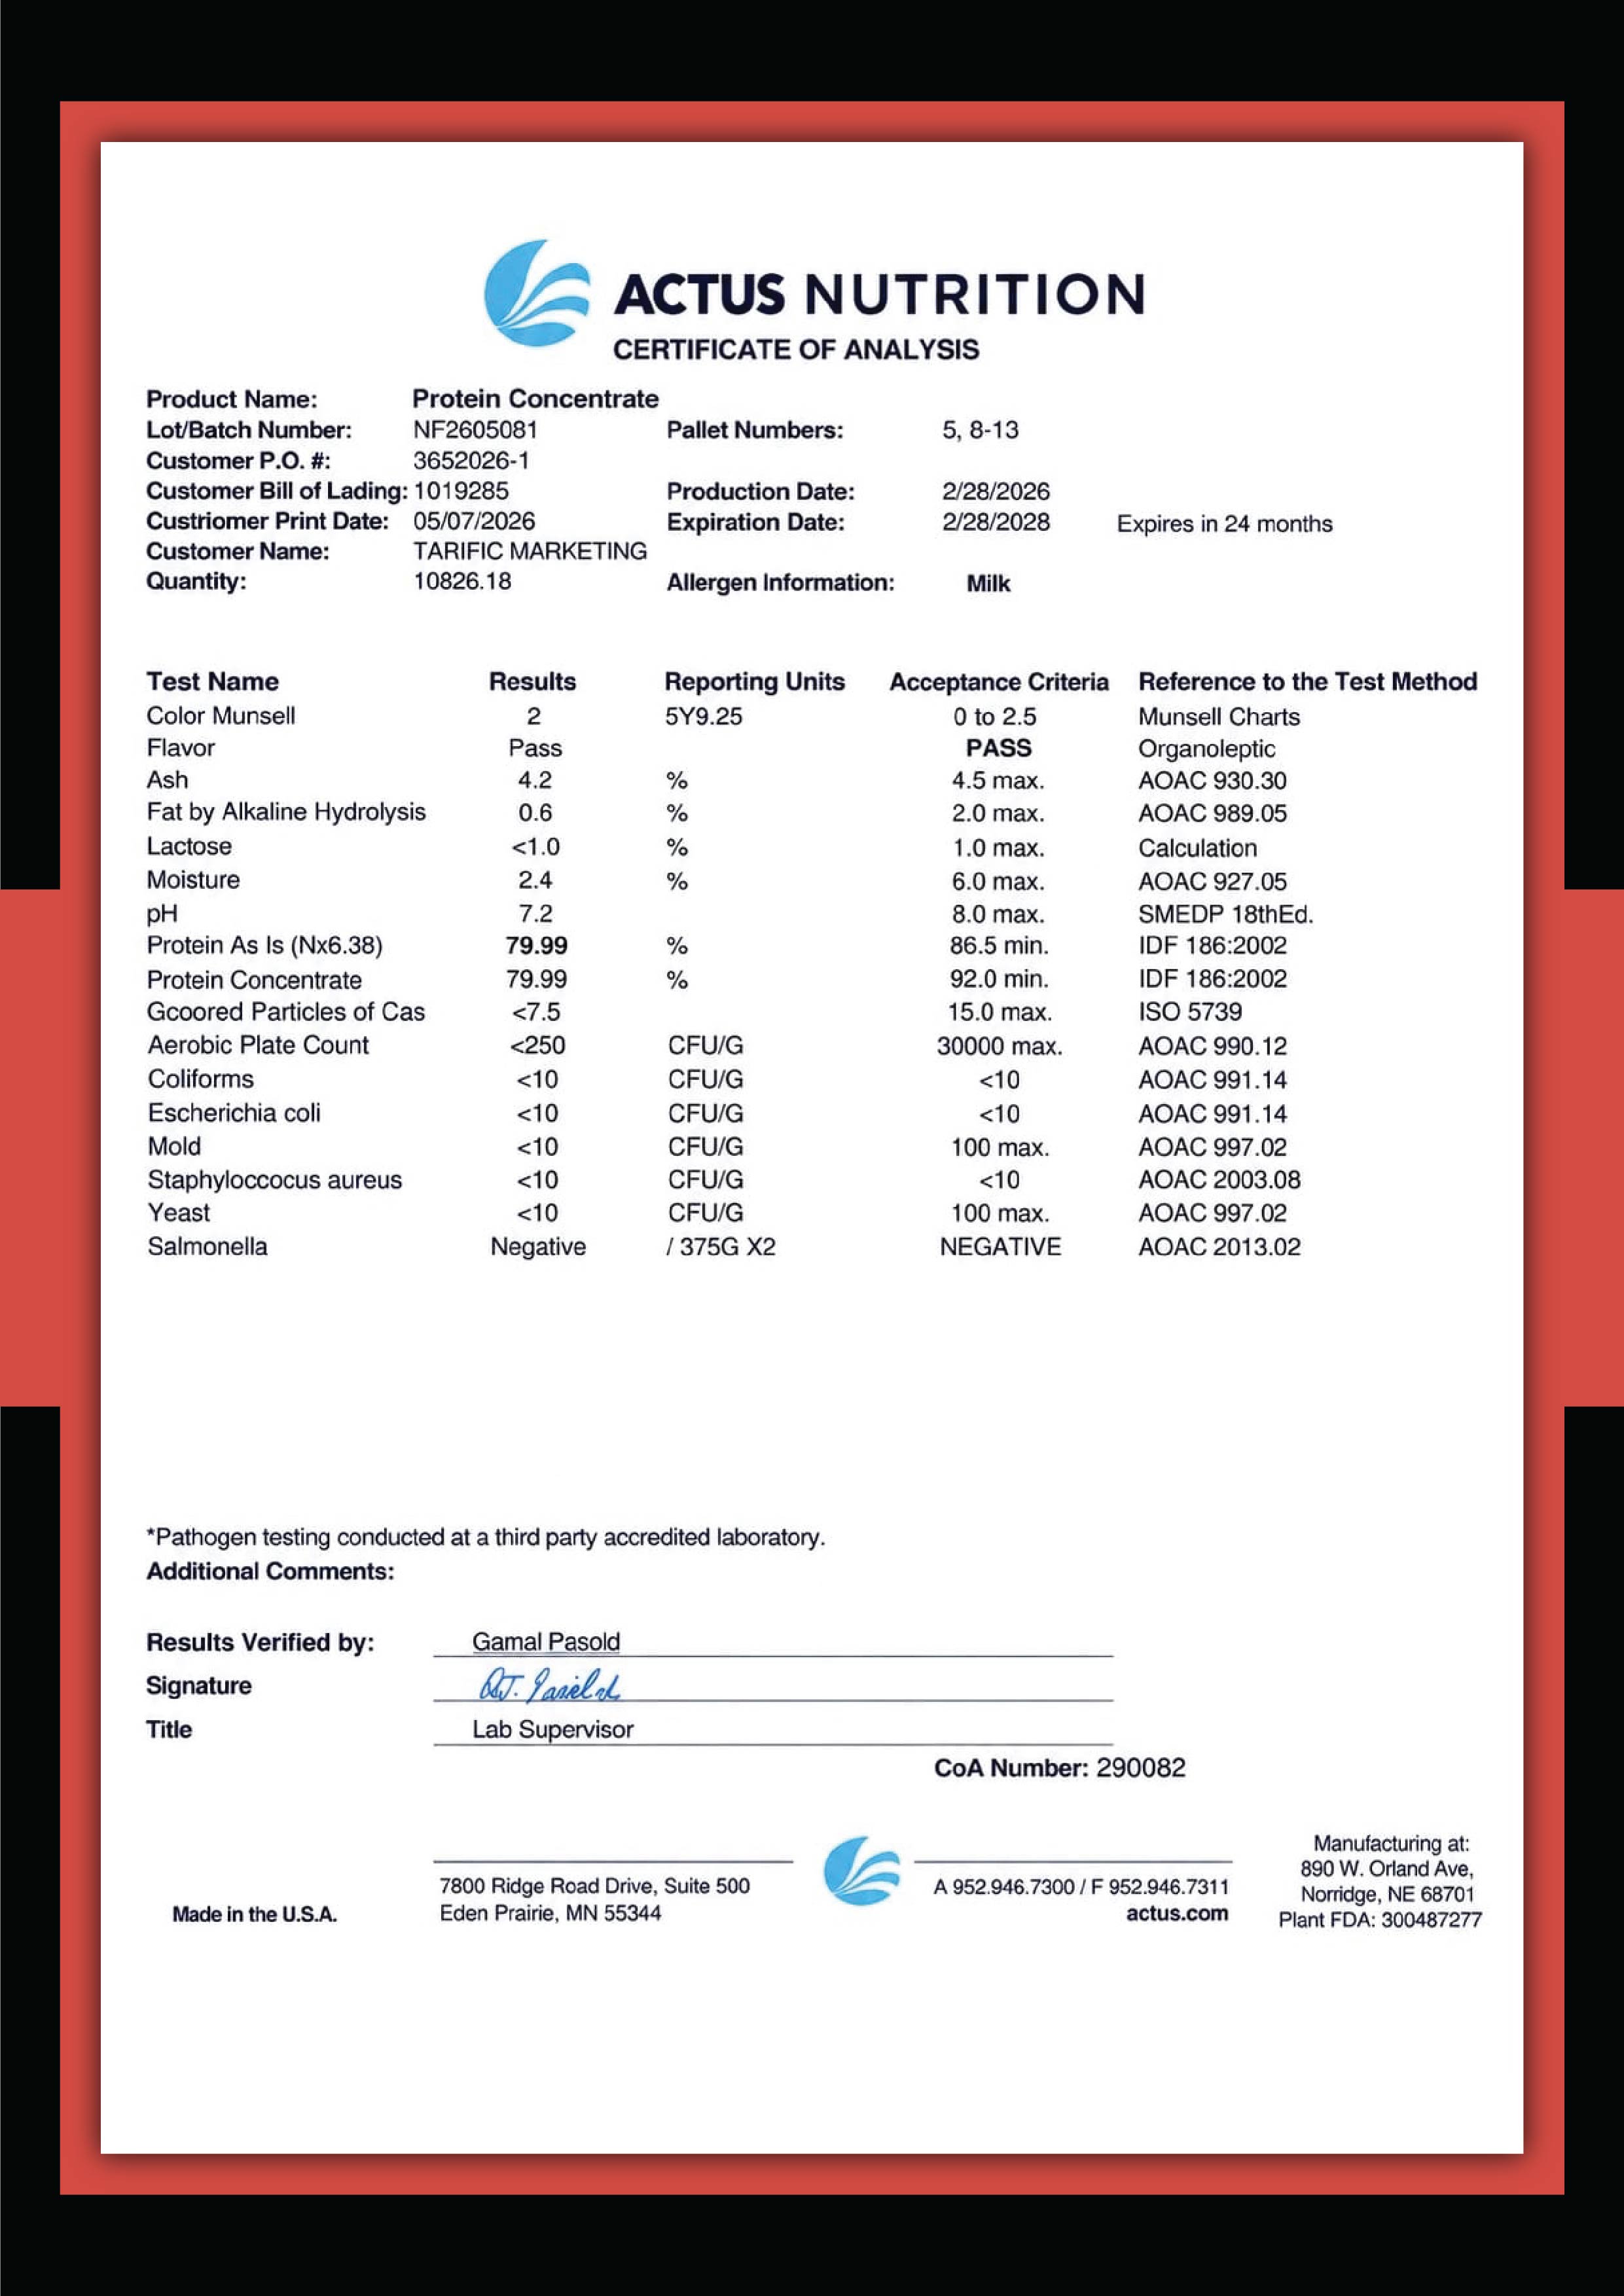 ACTUS NUTRITION
CERTIFICATE OF ANALYSIS
Product Name: Protein Concentrate
Lot/Batch Number: NF2605081 Pallet Numbers: 5, 8-13
Customer P.O. #: 3652026-1
Customer Bill of Lading: 1019285 Production Date: 2/28/2026
Custriomer Print Date: 05/07/2026 Expiration Date: 2/28/2028 Expires in 24 months
Customer Name: TARIFIC MARKETING
Quantity: 10826.18 Allergen Information: Milk
Test Name Results Reporting Units Acceptance Criteria Reference to the Test Method
Color Munsell 2 5Y9.25 0 to 2.5 Munsell Charts
Flavor Pass PASS Organoleptic
Ash 4.2 % 4.5 max. AOAC 930.30
Fat by Alkaline Hydrolysis 0.6 % 2.0 max. AOAC 989.05
Lactose <1.0 % 1.0 max. Calculation
Moisture 2.4 % 6.0 max. AOAC 927.05
pH 7.2 8.0 max. SMEDP 18thEd.
Protein As Is (Nx6.38) 79.99 % 86.5 min. IDF 186:2002
Protein Concentrate 79.99 % 92.0 min. IDF 186:2002
Gcoored Particles of Cas <7.5 15.0 max. ISO 5739
Aerobic Plate Count <250 CFU/G 30000 max. AOAC 990.12
Coliforms <10 CFU/G <10 AOAC 991.14
Escherichia coli <10 CFU/G <10 AOAC 991.14
Mold <10 CFU/G 100 max. AOAC 997.02
Staphyloccocus aureus <10 CFU/G <10 AOAC 2003.08
Yeast <10 CFU/G 100 max. AOAC 997.02
Salmonella Negative / 375G X2 NEGATIVE AOAC 2013.02
*Pathogen testing conducted at a third party accredited laboratory.
Additional Comments:
Results Verified by: Gamal Pasold
Signature
Title Lab Supervisor
CoA Number: 290082
Made in the U.S.A.
7800 Ridge Road Drive, Suite 500
Eden Prairie, MN 55344
A 952.946.7300 / F 952.946.7311
actus.com
Manufacturing at:
890 W. Orland Ave,
Norridge, NE 68701
Plant FDA: 300487277